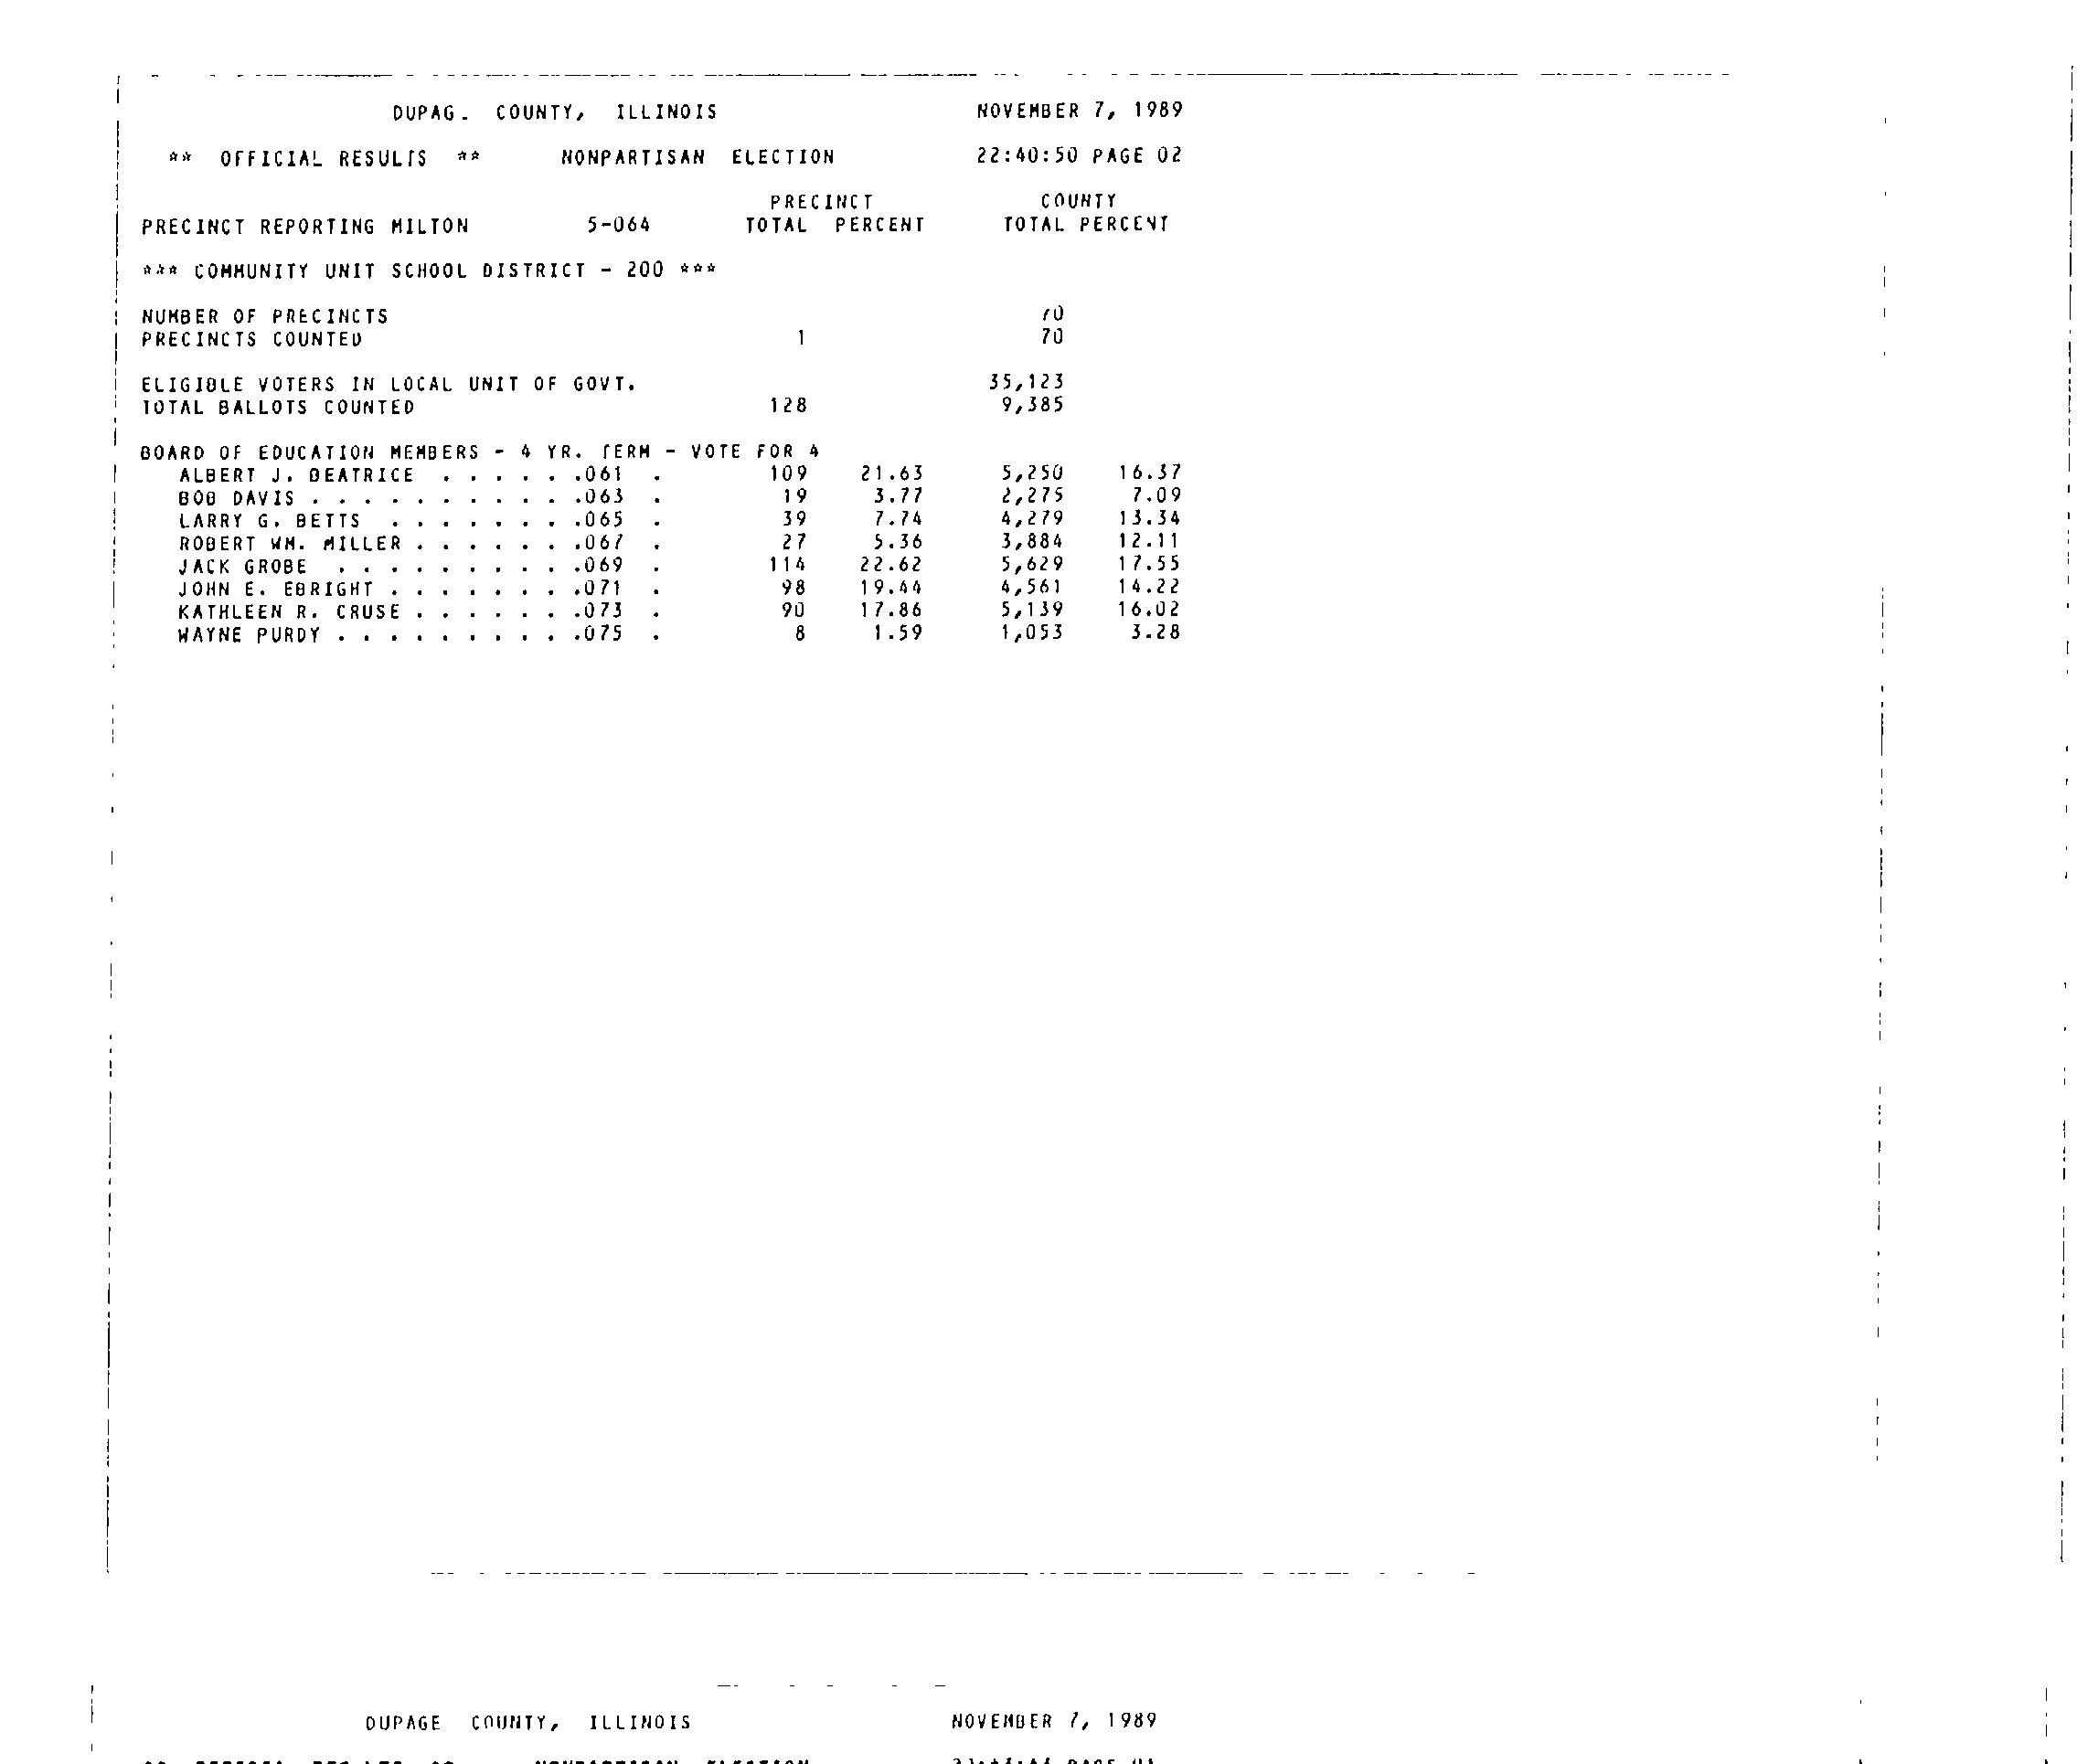 DUPAG. COUNTY, ILLINOIS NOVEMBER 7, 1989
** OFFICIAL RESULTS ** NONPARTISAN ELECTION 22:40:50 PAGE 02
PRECINCT COUNTY
PRECINCT REPORTING MILTON 5-064 TOTAL PERCENT TOTAL PERCENT
*** COMMUNITY UNIT SCHOOL DISTRICT - 200 ***
NUMBER OF PRECINCTS 70
PRECINCTS COUNTED 1 70
ELIGIBLE VOTERS IN LOCAL UNIT OF GOVT. 35,123
TOTAL BALLOTS COUNTED 128 9,385
BOARD OF EDUCATION MEMBERS - 4 YR. TERM - VOTE FOR 4
ALBERT J. BEATRICE . . . . . .061 . 109 21.63 5,250 16.37
BOB DAVIS . . . . . . . . . . .063 . 19 3.77 2,275 7.09
LARRY G. BETTS . . . . . . . .065 . 39 7.74 4,279 13.34
ROBERT WM. MILLER . . . . . . .067 . 27 5.36 3,884 12.11
JACK GROBE . . . . . . . . . .069 . 114 22.62 5,629 17.55
JOHN E. EBRIGHT . . . . . . . .071 . 98 19.44 4,561 14.22
KATHLEEN R. CRUSE . . . . . . .073 . 90 17.86 5,139 16.02
WAYNE PURDY . . . . . . . . . .075 . 8 1.59 1,053 3.28
DUPAGE COUNTY, ILLINOIS NOVEMBER 7, 1989
NONPARTISAN ELECTION